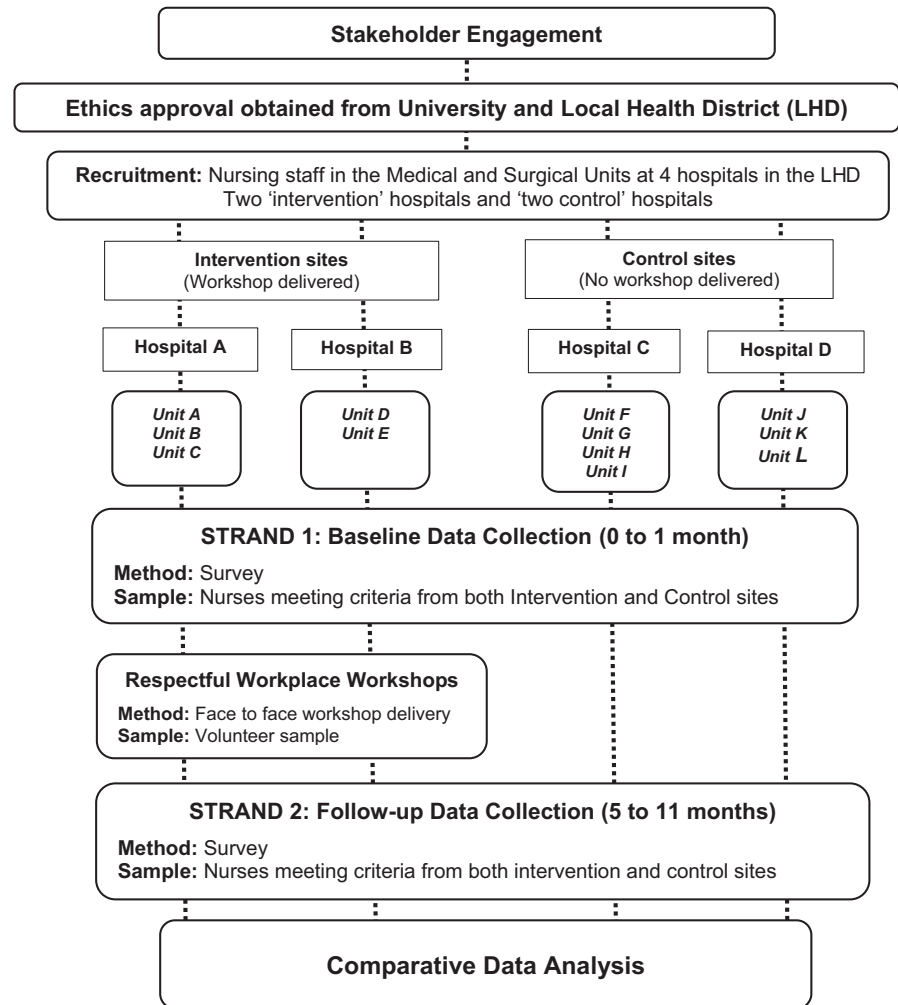 Stakeholder Engagement
Ethics approval obtained from University and Local Health District (LHD)
Recruitment: Nursing staff in the Medical and Surgical Units at 4 hospitals in the LHD
Two ‘intervention’ hospitals and ‘two control’ hospitals
Intervention sites
(Workshop delivered)
Control sites
(No workshop delivered)
Hospital A
Hospital B
Hospital C
Hospital D
Unit A
Unit B
Unit C
Unit D
Unit E
Unit F
Unit G
Unit H
Unit I
Unit J
Unit K
Unit L
STRAND 1: Baseline Data Collection (0 to 1 month)
Method: Survey
Sample: Nurses meeting criteria from both Intervention and Control sites
Respectful Workplace Workshops
Method: Face to face workshop delivery
Sample: Volunteer sample
STRAND 2: Follow-up Data Collection (5 to 11 months)
Method: Survey
Sample: Nurses meeting criteria from both intervention and control sites
Comparative Data Analysis